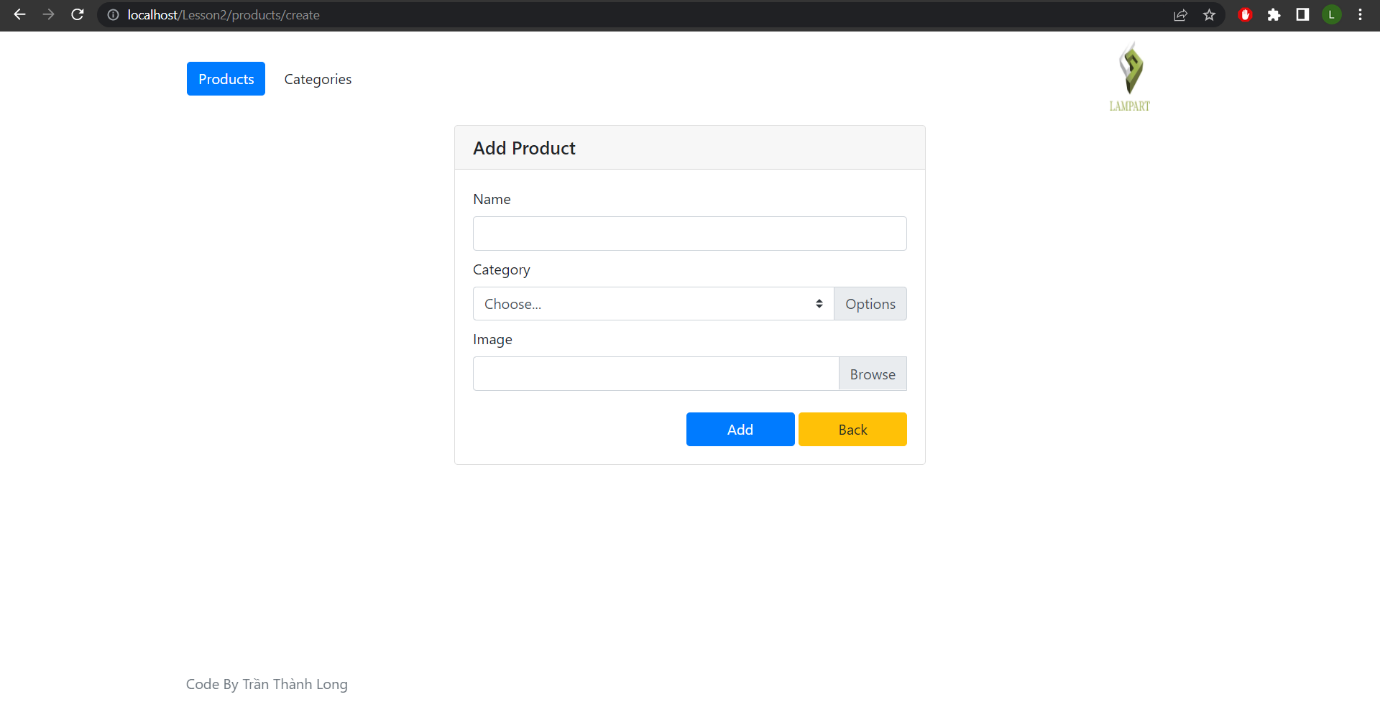 localhost/Lesson2/products/create
L
Products Categories
LAMPART
Add Product
Name
Category
Choose... Options
Image
Browse
Add Back
Code By Trần Thành Long